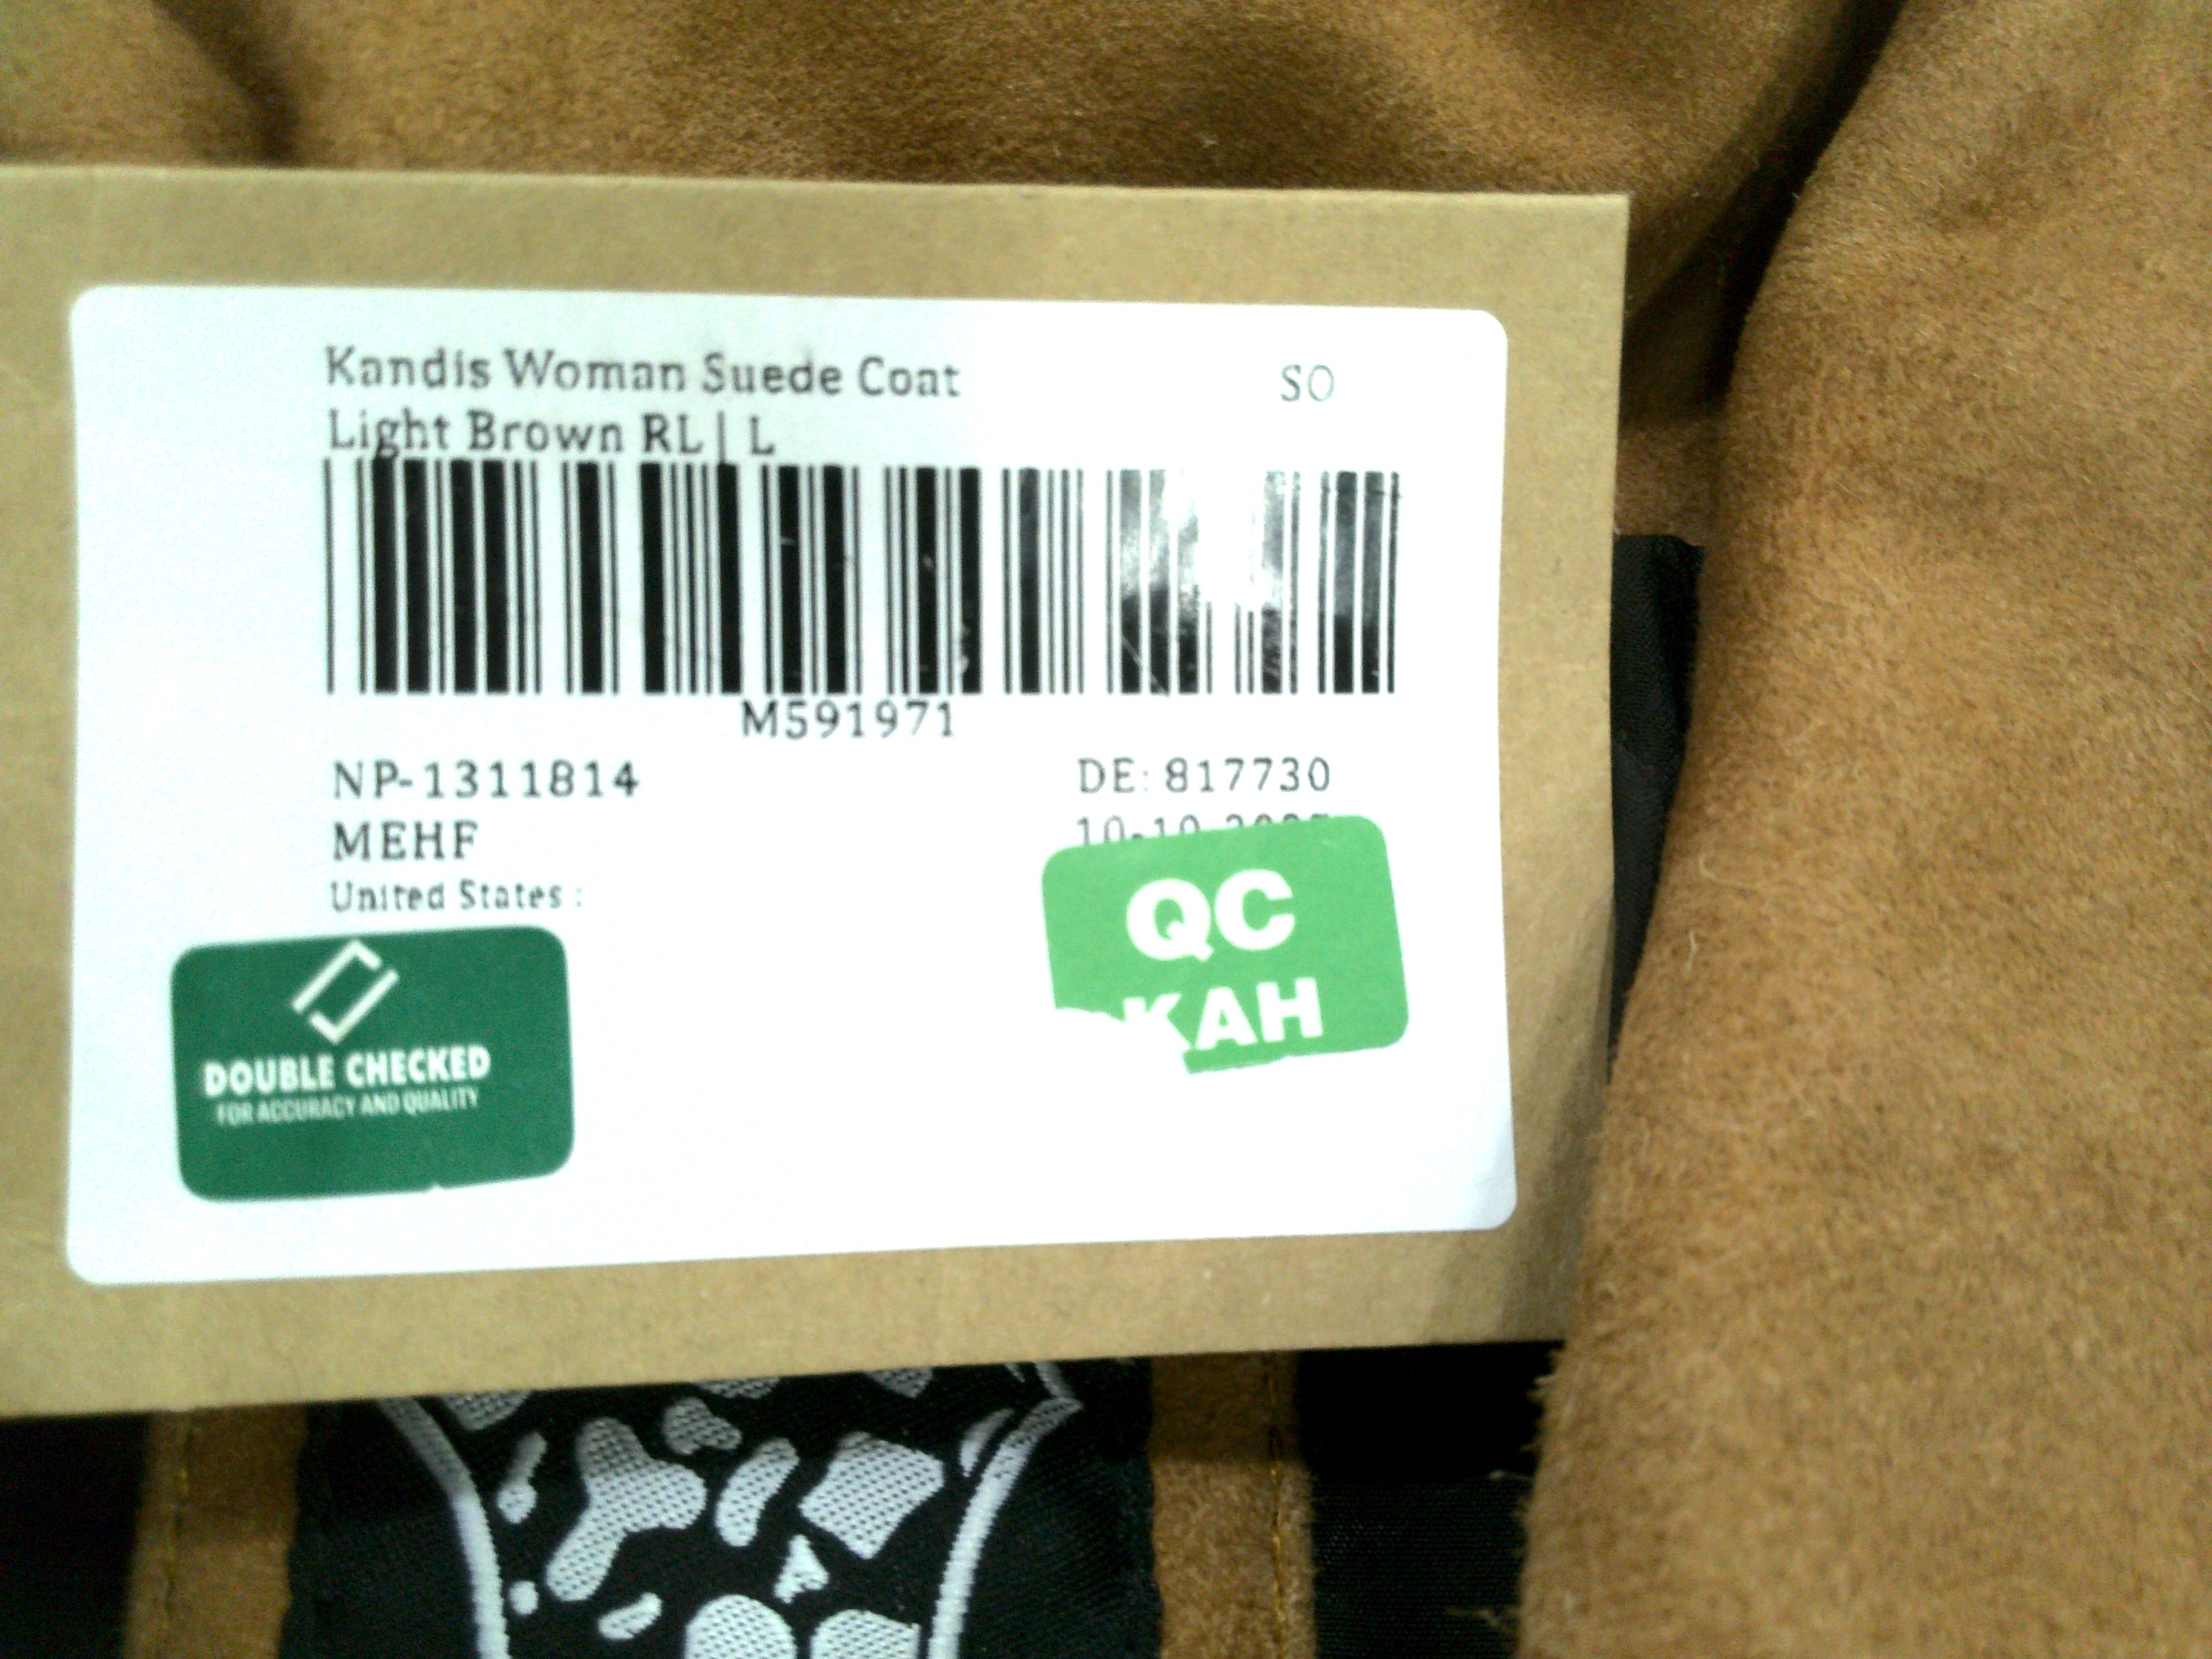 Kandis Woman Suede Coat
SO
Light Brown RL | L
M591971
NP-1311814
DE: 817730
MEHF
United States :
QC
KAH
DOUBLE CHECKED
FOR ACCURACY AND QUALITY